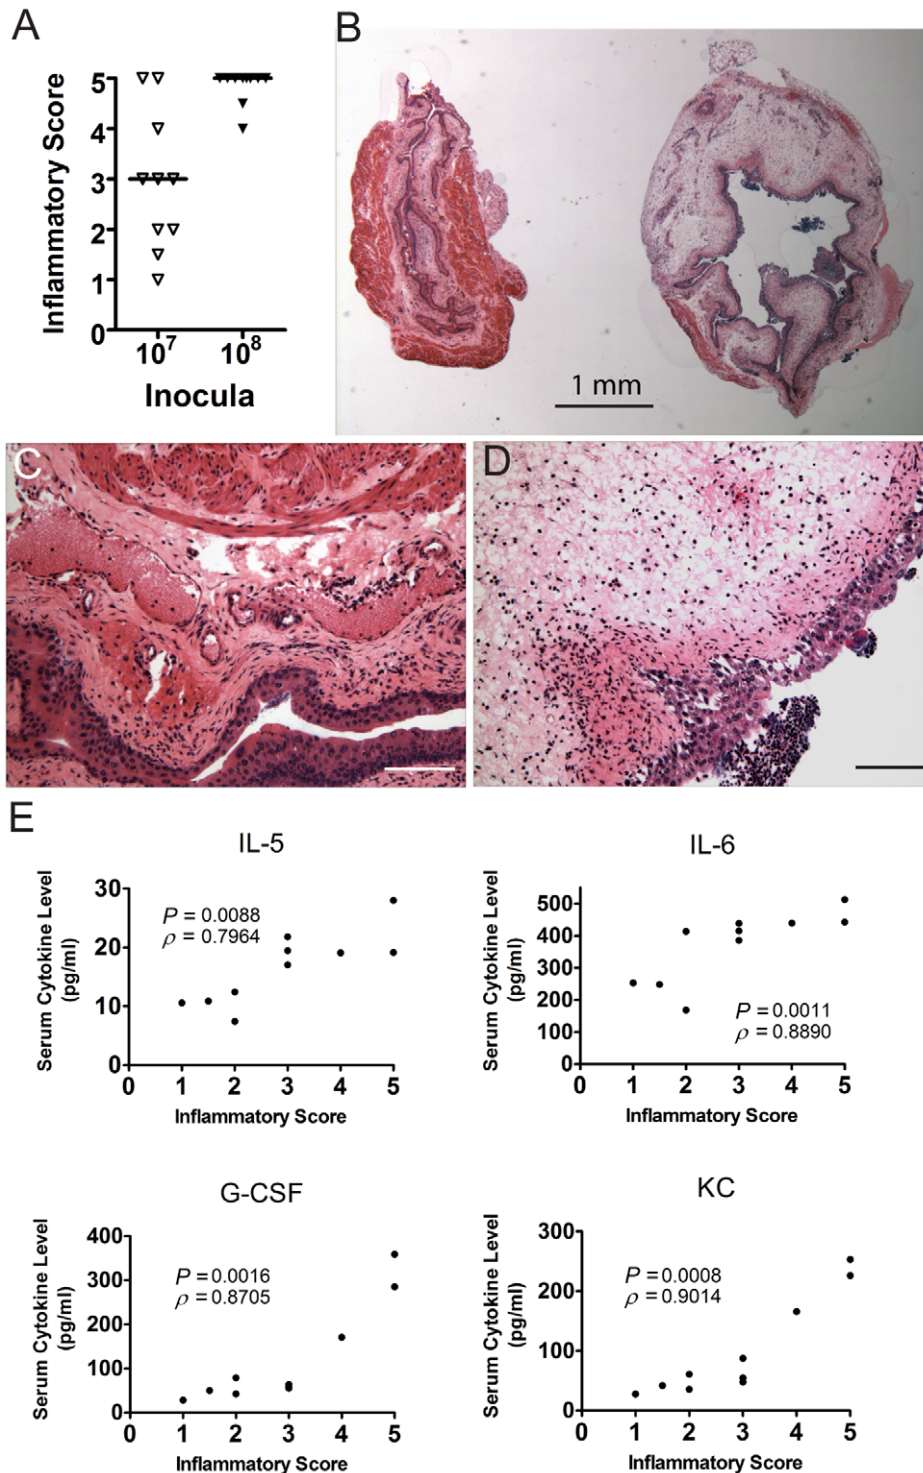 A
Inflammatory Score
5
4
3
2
1
0
10⁷
10⁸
Inocula
B
1 mm
C
D
E
IL-5
Serum Cytokine Level
(pg/ml)
30
20
10
0
P = 0.0088
ρ = 0.7964
0 1 2 3 4 5
Inflammatory Score
IL-6
Serum Cytokine Level
(pg/ml)
500
400
300
200
100
0
P = 0.0011
ρ = 0.8890
0 1 2 3 4 5
Inflammatory Score
G-CSF
Serum Cytokine Level
(pg/ml)
400
300
200
100
0
P = 0.0016
ρ = 0.8705
0 1 2 3 4 5
Inflammatory Score
KC
Serum Cytokine Level
(pg/ml)
300
200
100
0
P = 0.0008
ρ = 0.9014
0 1 2 3 4 5
Inflammatory Score